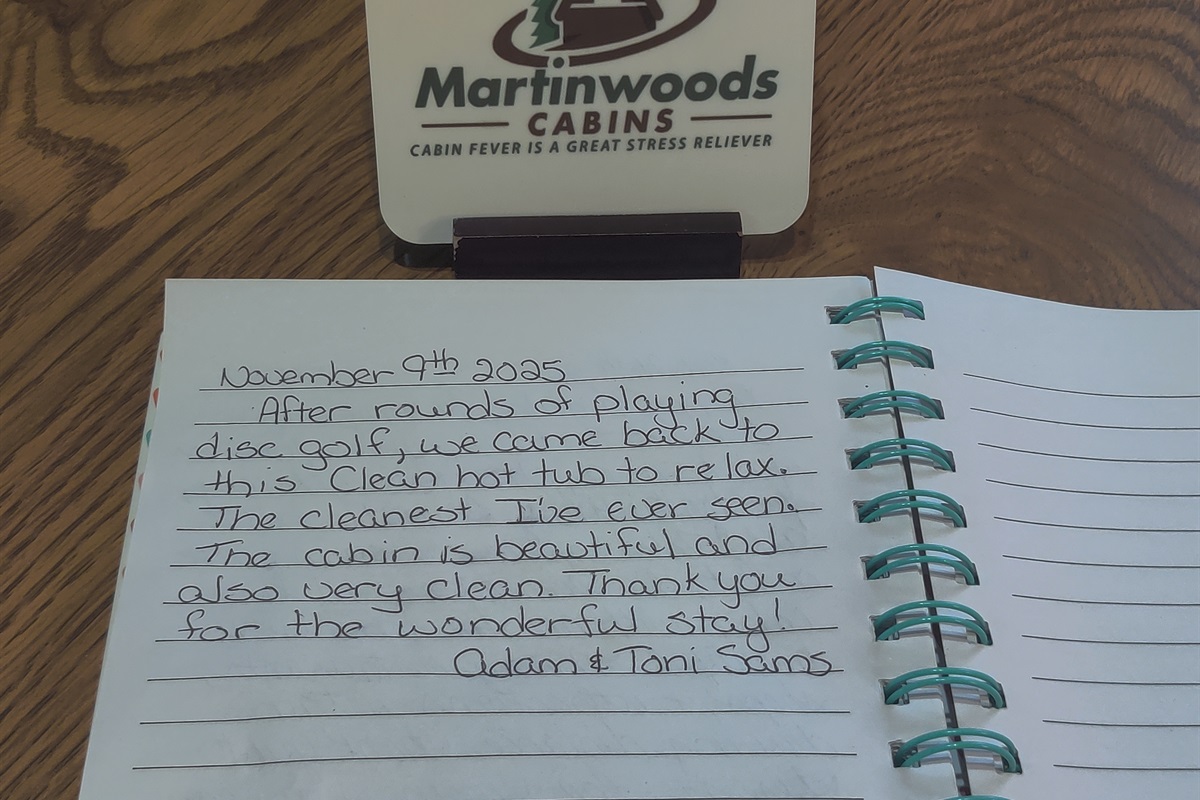 Martinwoods
CABINS
CABIN FEVER IS A GREAT STRESS RELIEVER
November 9th 2025
After rounds of playing
disc golf, we came back to
this Clean hot tub to relax.
The cleanest I've ever seen.
The cabin is beautiful and
also very clean. Thank you
for the wonderful stay!
Adam & Toni Sams